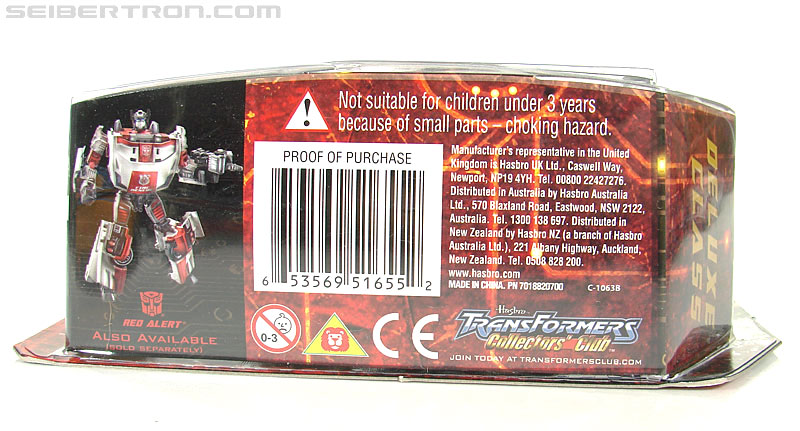 SEIBERTRON.COM
Not suitable for children under 3 years
because of small parts – choking hazard.
PROOF OF PURCHASE
6 53569 51655 2
Manufacturer's representative in the United
Kingdom is Hasbro UK Ltd., Caswell Way,
Newport, NP19 4YH. Tel. 00800 22427276.
Distributed in Australia by Hasbro Australia
Ltd., 570 Blaxland Road, Eastwood, NSW 2122,
Australia. Tel. 1300 138 697. Distributed in
New Zealand by Hasbro NZ (a branch of Hasbro
Australia Ltd.), 221 Albany Highway, Auckland,
New Zealand. Tel. 0508 828 200.
www.hasbro.com
MADE IN CHINA. PN 7018820700
C-1063B
RED ALERT
ALSO AVAILABLE
(SOLD SEPARATELY)
0-3
CE
Hasbro
TRANSFORMERS
Collectors' Club™
JOIN TODAY AT TRANSFORMERSCLUB.COM
DELUXE
CLASS